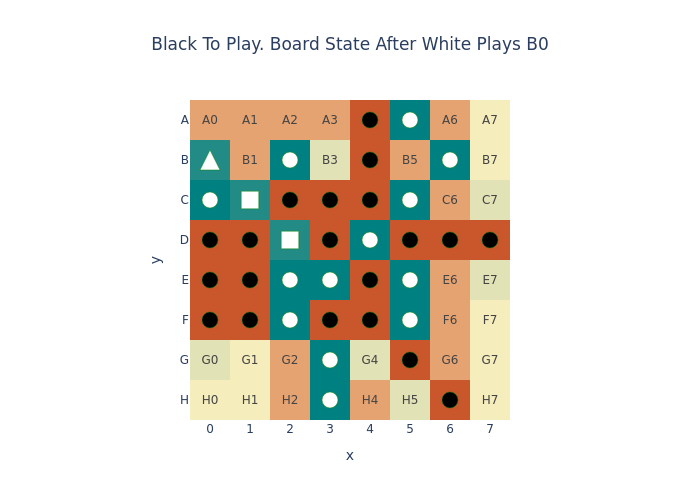 Black To Play. Board State After White Plays B0
A A0 A1 A2 A3 A6 A7
B B1 B3 B5 B7
C C6 C7
D
E E6 E7
F F6 F7
G G0 G1 G2 G4 G6 G7
H H0 H1 H2 H4 H5 H7
0 1 2 3 4 5 6 7
x
y